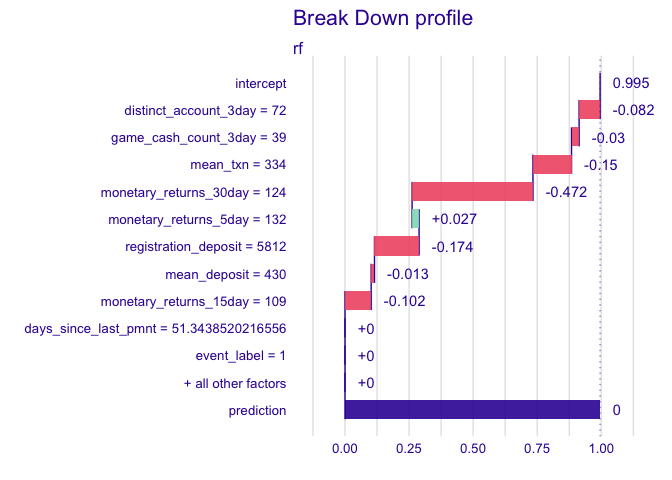 Break Down profile
rf
intercept 0.995
distinct_account_3day = 72 -0.082
game_cash_count_3day = 39 -0.03
mean_txn = 334 -0.15
monetary_returns_30day = 124 -0.472
monetary_returns_5day = 132 +0.027
registration_deposit = 5812 -0.174
mean_deposit = 430 -0.013
monetary_returns_15day = 109 -0.102
days_since_last_pmnt = 51.3438520216556 +0
event_label = 1 +0
+ all other factors +0
prediction 0
0.00 0.25 0.50 0.75 1.00